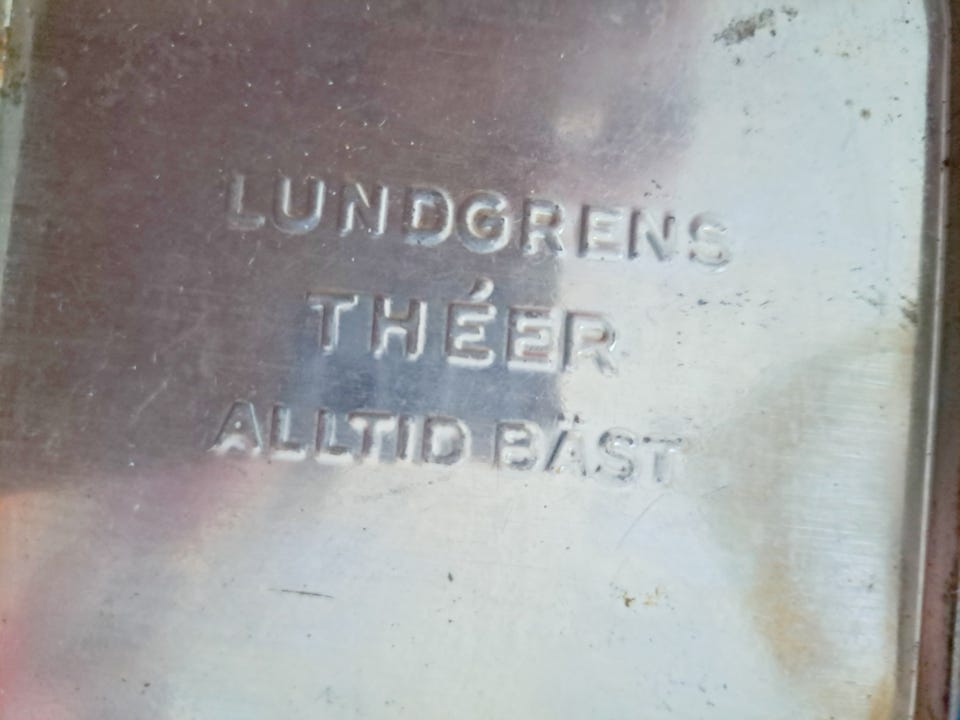 LUNDGRENS
THÉER
ALLTID BÄST